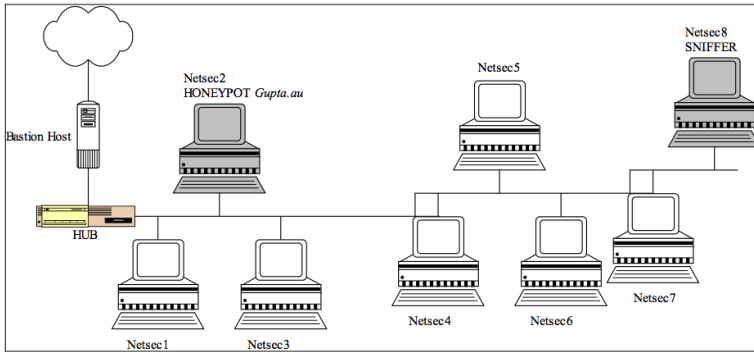 Netsec8
SNIFFER
Netsec5
Netsec2
HONEYPOT Gupta.au
Bastion Host
HUB
Netsec7
Netsec4
Netsec6
Netsec1
Netsec3